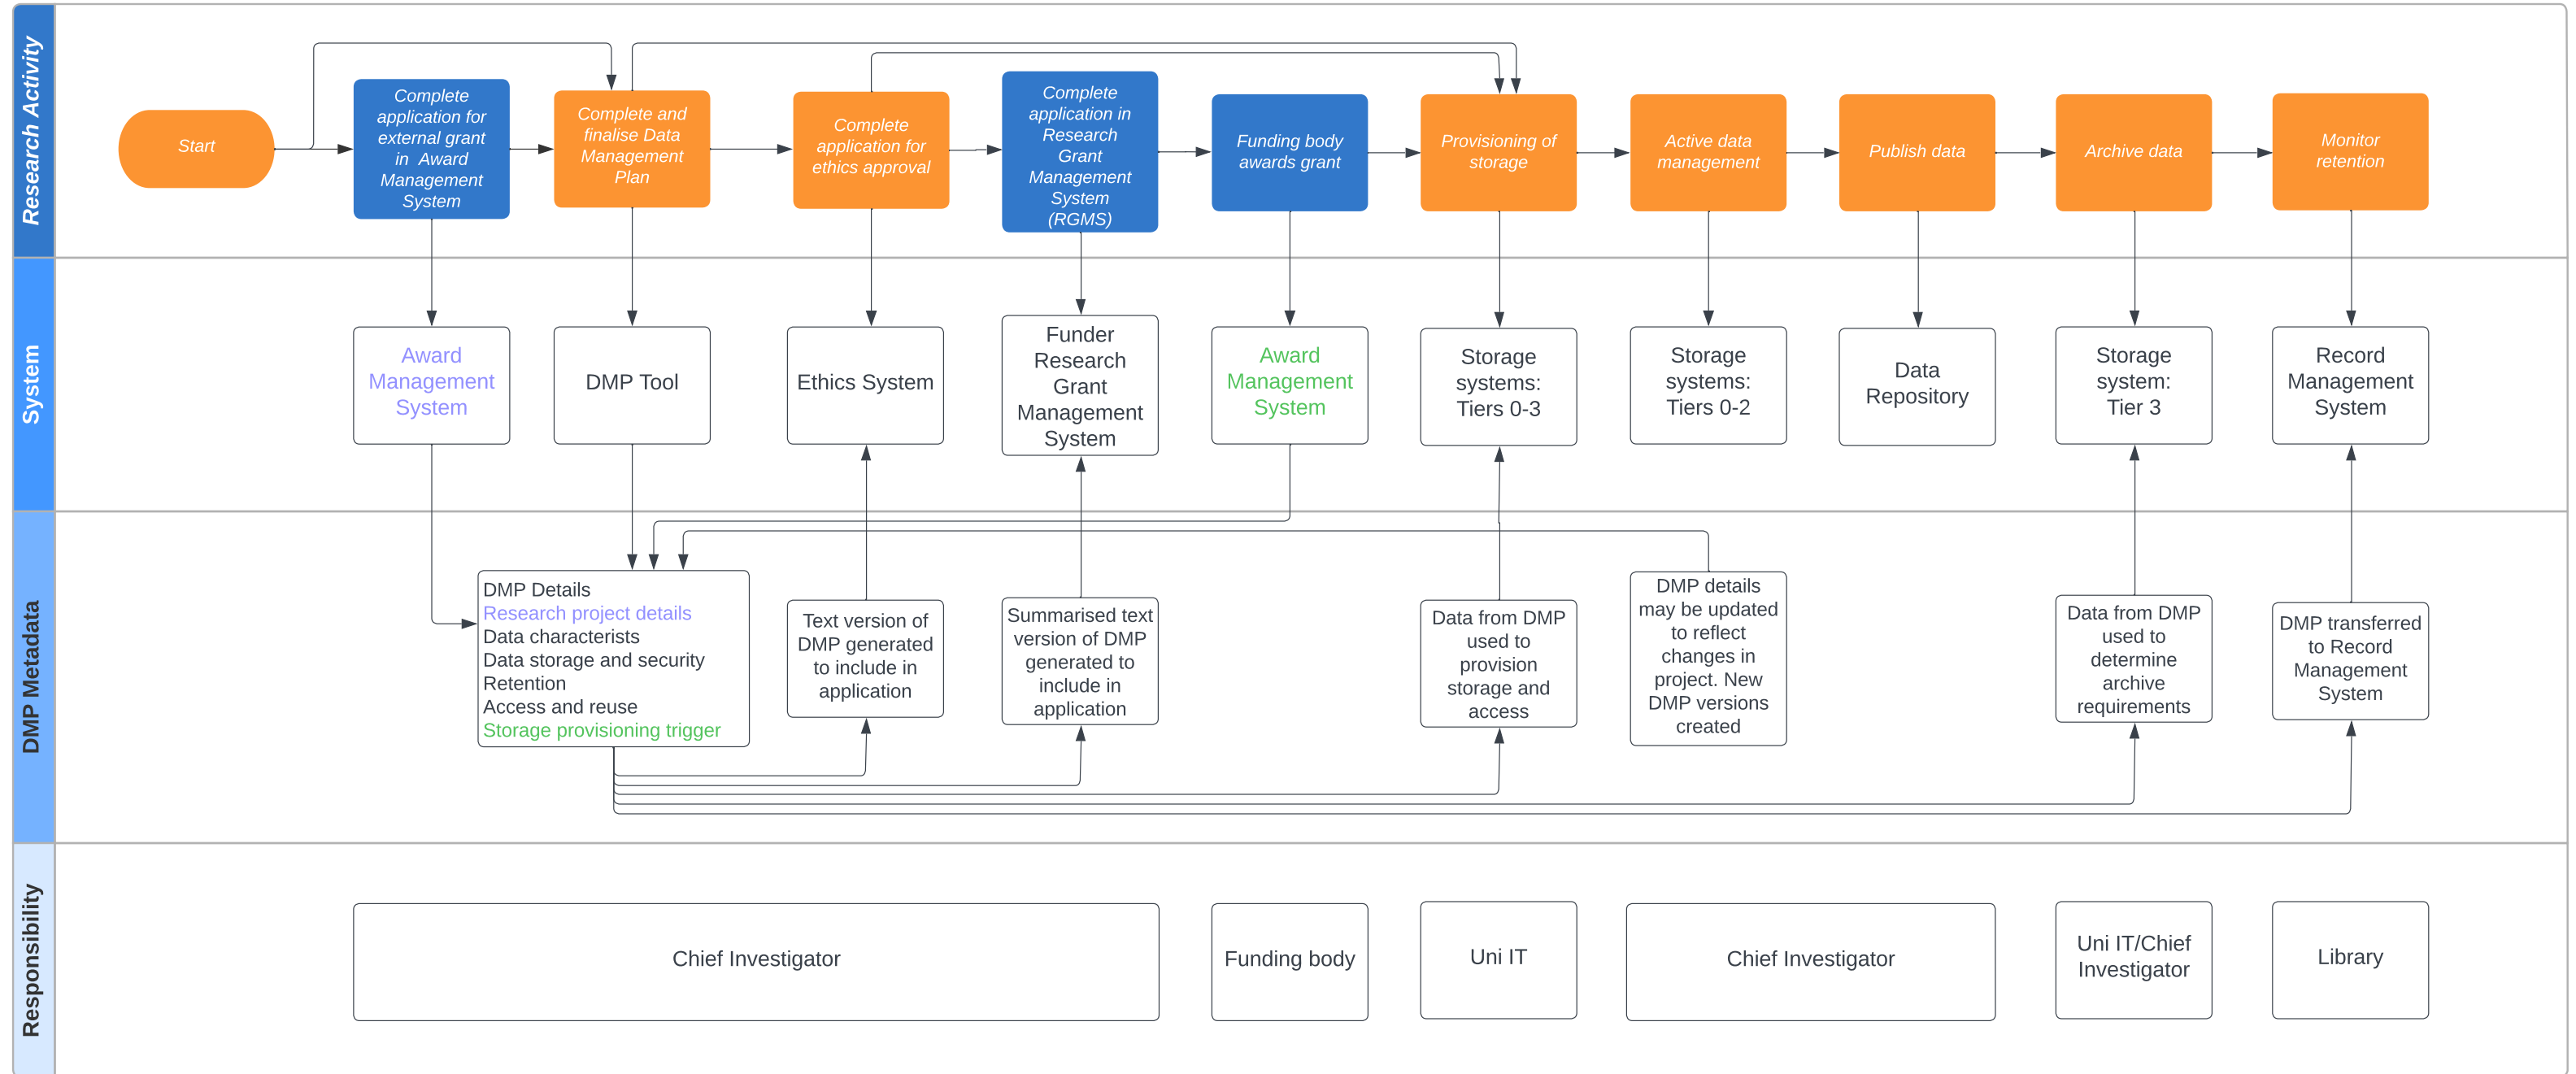 Research Activity
Start
Complete
application for
external grant
in Award
Management
System
Complete and
finalise Data
Management
Plan
Complete
application for
ethics approval
Complete
application in
Research
Grant
Management
System
(RGMS)
Funding body
awards grant
Provisioning of
storage
Active data
management
Publish data
Archive data
Monitor
retention
System
Award
Management
System
DMP Tool
Ethics System
Funder
Research
Grant
Management
System
Award
Management
System
Storage
systems:
Tiers 0-3
Storage
systems:
Tiers 0-2
Data
Repository
Storage
system:
Tier 3
Record
Management
System
DMP Metadata
DMP Details
Research project details
Data characterists
Data storage and security
Retention
Access and reuse
Storage provisioning trigger
Text version of
DMP generated
to include in
application
Summarised text
version of DMP
generated to
include in
application
Data from DMP
used to
provision
storage and
access
DMP details
may be updated
to reflect
changes in
project. New
DMP versions
created
Data from DMP
used to
determine
archive
requirements
DMP transferred
to Record
Management
System
Responsibility
Chief Investigator
Funding body
Uni IT
Chief Investigator
Uni IT/Chief
Investigator
Library